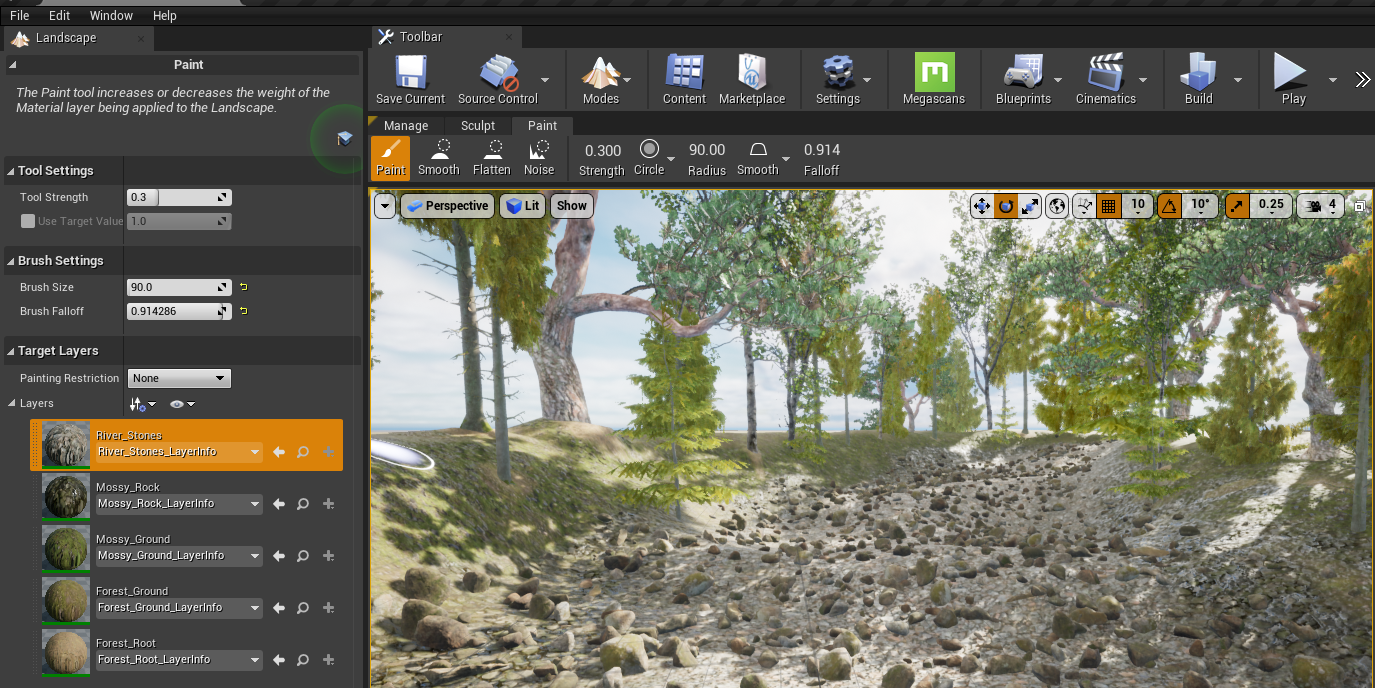 File Edit Window Help
Landscape
Paint
The Paint tool increases or decreases the weight of the
Material layer being applied to the Landscape.
Tool Settings
Tool Strength 0.3
Use Target Value 1.0
Brush Settings
Brush Size 90.0
Brush Falloff 0.914286
Target Layers
Painting Restriction None
Layers
River_Stones
River_Stones_LayerInfo
Mossy_Rock
Mossy_Rock_LayerInfo
Mossy_Ground
Mossy_Ground_LayerInfo
Forest_Ground
Forest_Ground_LayerInfo
Forest_Root
Forest_Root_LayerInfo
Toolbar
Save Current Source Control Modes Content Marketplace Settings Megascans Blueprints Cinematics Build Play
Manage Sculpt Paint
0.300 90.00 0.914
Paint Smooth Flatten Noise Strength Circle Radius Smooth Falloff
Perspective Lit Show 10 10° 0.25 4